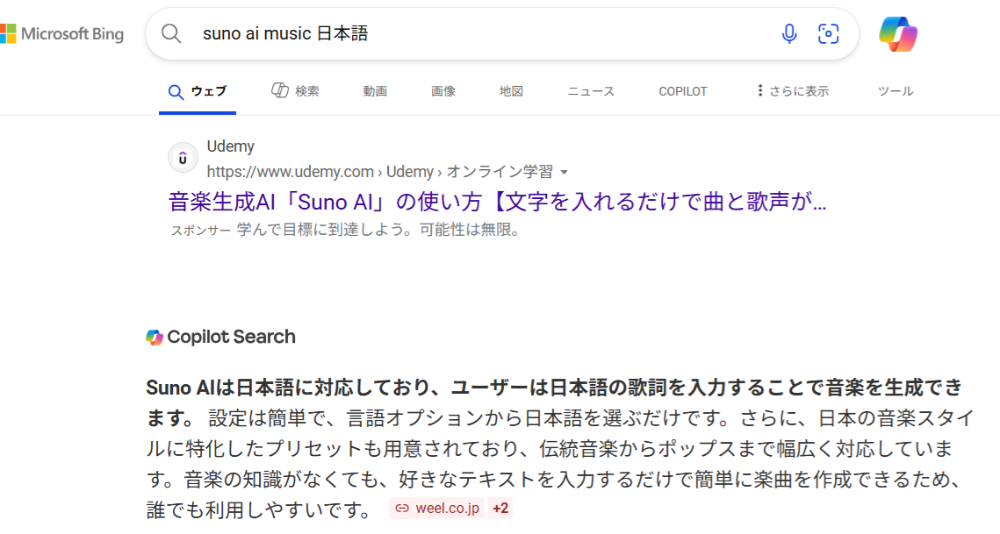 Microsoft Bing
suno ai music 日本語
ウェブ 検索 動画 画像 地図 ニュース COPILOT さらに表示 ツール
Udemy
https://www.udemy.com › Udemy › オンライン学習
音楽生成AI「Suno AI」の使い方【文字を入れるだけで曲と歌声が...
スポンサー 学んで目標に到達しよう。可能性は無限。
Copilot Search
Suno AIは日本語に対応しており、ユーザーは日本語の歌詞を入力することで音楽を生成でき
ます。 設定は簡単で、言語オプションから日本語を選ぶだけです。さらに、日本の音楽スタイ
ルに特化したプリセットも用意されており、伝統音楽からポップスまで幅広く対応していま
す。音楽の知識がなくても、好きなテキストを入力するだけで簡単に楽曲を作成できるため、
誰でも利用しやすいです。 weel.co.jp +2